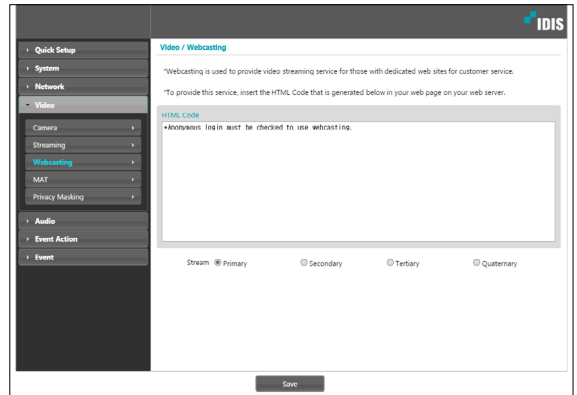 IDIS
Quick Setup
System
Network
Video
Camera
Streaming
Webcasting
MAT
Privacy Masking
Audio
Event Action
Event
Video / Webcasting
*Webcasting is used to provide video streaming service for those with dedicated web sites for customer service.
*To provide this service, insert the HTML Code that is generated below in your web page on your web server.
HTML Code
*Anonymous login must be checked to use webcasting.
Stream Primary Secondary Tertiary Quaternary
Save